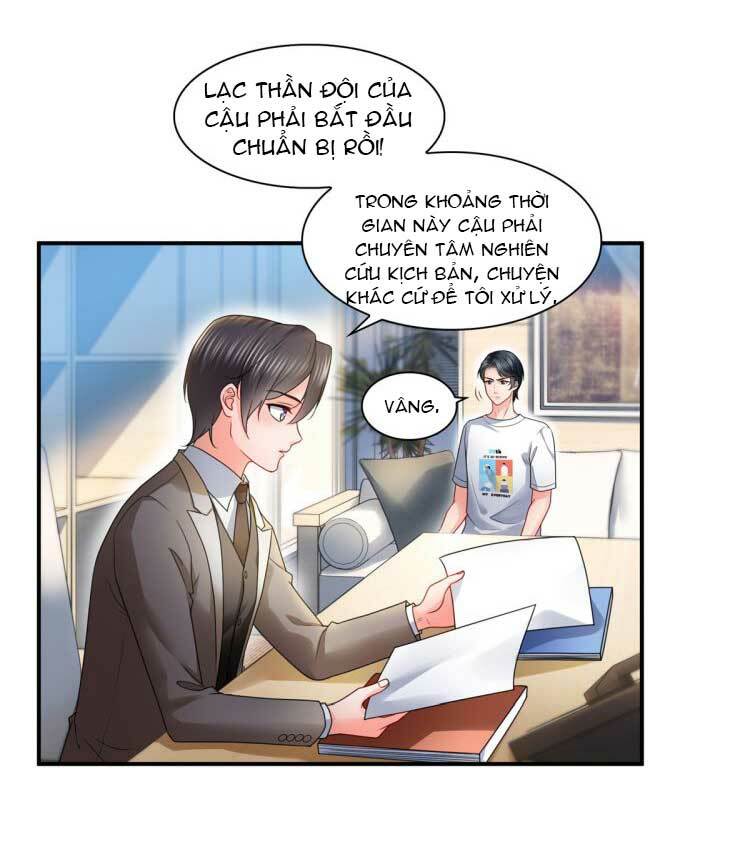 LẠC THẦN ĐỘI CỦA
CẬU PHẢI BẮT ĐẦU
CHUẨN BỊ RỒI!
TRONG KHOẢNG THỜI
GIAN NÀY CẬU PHẢI
CHUYÊN TÂM NGHIÊN
CỨU KỊCH BẢN, CHUYỆN
KHÁC CỨ ĐỂ TÔI XỬ LÝ.
VÂNG.